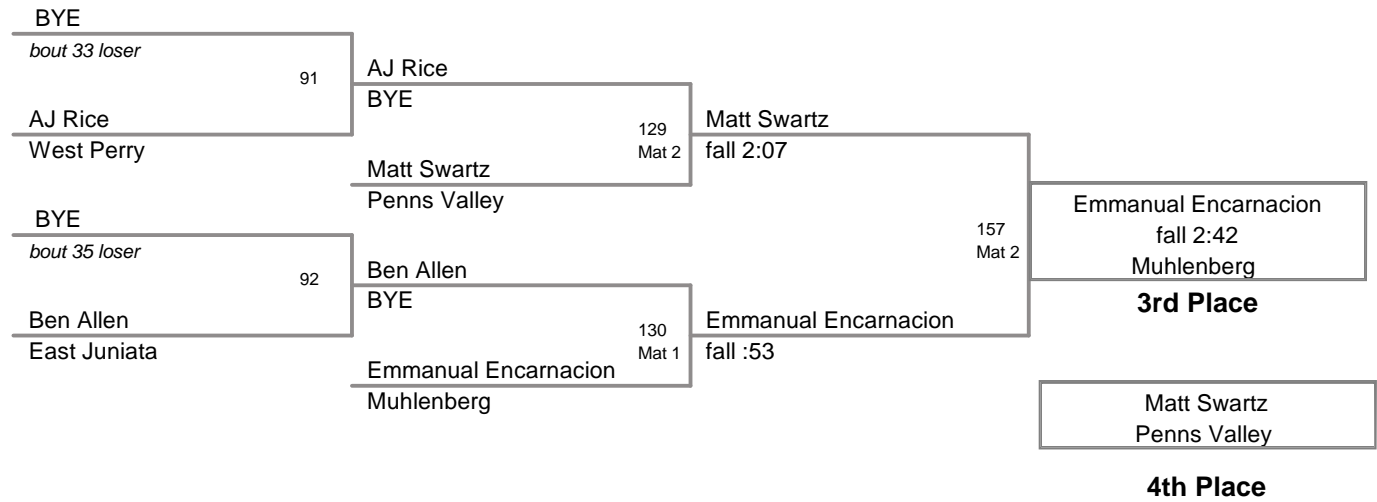 BYE
bout 33 loser
91
AJ Rice
West Perry
AJ Rice
BYE
129
Mat 2
Matt Swartz
Penns Valley
Matt Swartz
fall 2:07
BYE
bout 35 loser
92
Ben Allen
East Juniata
Ben Allen
BYE
130
Mat 1
Emmanual Encarnacion
Muhlenberg
Emmanual Encarnacion
fall :53
157
Mat 2
Emmanual Encarnacion
fall 2:42
Muhlenberg
3rd Place
Matt Swartz
Penns Valley
4th Place